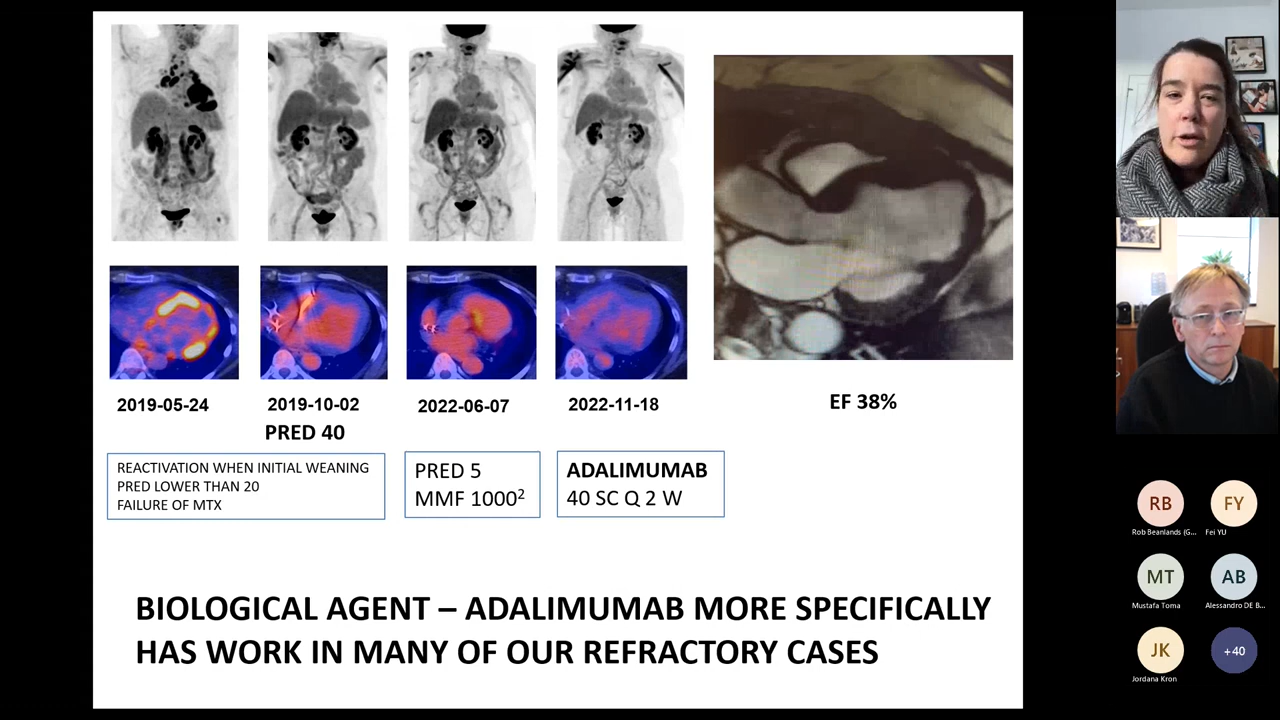 2019-05-24
2019-10-02
2022-06-07
2022-11-18
PRED 40
EF 38%
REACTIVATION WHEN INITIAL WEANING
PRED LOWER THAN 20
FAILURE OF MTX
PRED 5
MMF 1000²
ADALIMUMAB
40 SC Q 2 W
BIOLOGICAL AGENT – ADALIMUMAB MORE SPECIFICALLY
HAS WORK IN MANY OF OUR REFRACTORY CASES
RB
Rob Beanlands (G...
FY
Fei YU
MT
Mustafa Toma
AB
Alessandro DE B...
JK
Jordana Kron
+40